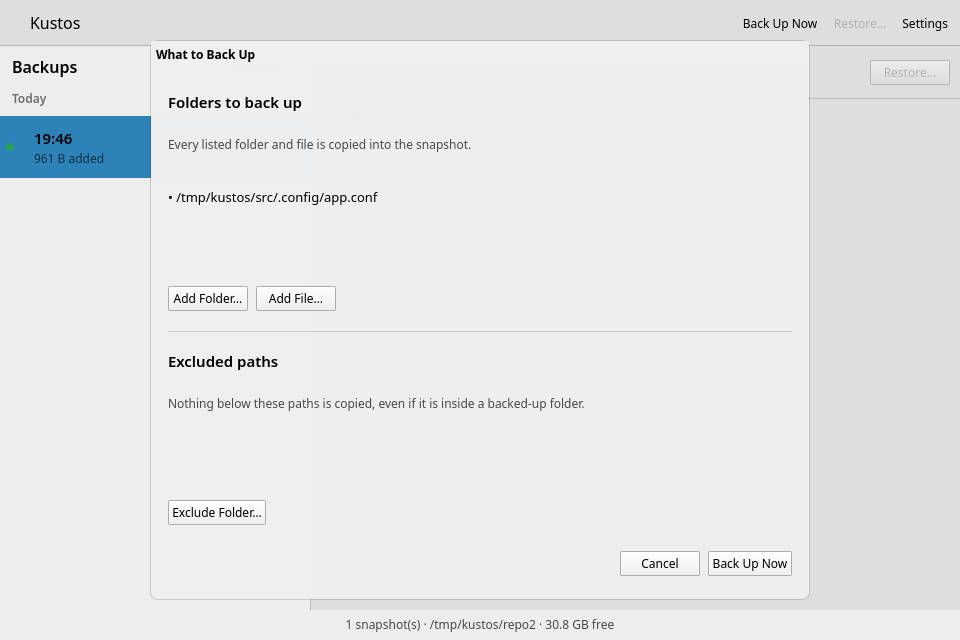 Kustos
Back Up Now
Restore...
Settings
Backups
Today
19:46
961 B added
Restore...
What to Back Up
Folders to back up
Every listed folder and file is copied into the snapshot.
• /tmp/kustos/src/.config/app.conf
Add Folder...
Add File...
Excluded paths
Nothing below these paths is copied, even if it is inside a backed-up folder.
Exclude Folder...
Cancel
Back Up Now
1 snapshot(s) · /tmp/kustos/repo2 · 30.8 GB free